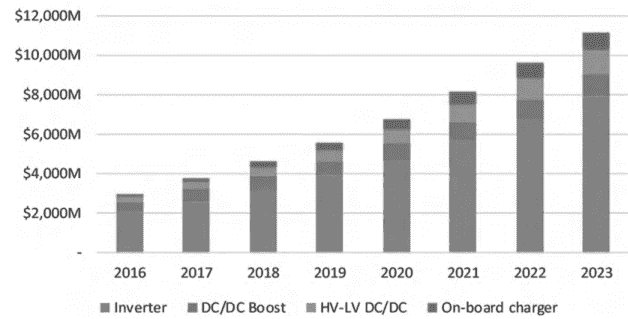 $12,000M
$10,000M
$8,000M
$6,000M
$4,000M
$2,000M
-
2016 2017 2018 2019 2020 2021 2022 2023
Inverter DC/DC Boost HV-LV DC/DC On-board charger